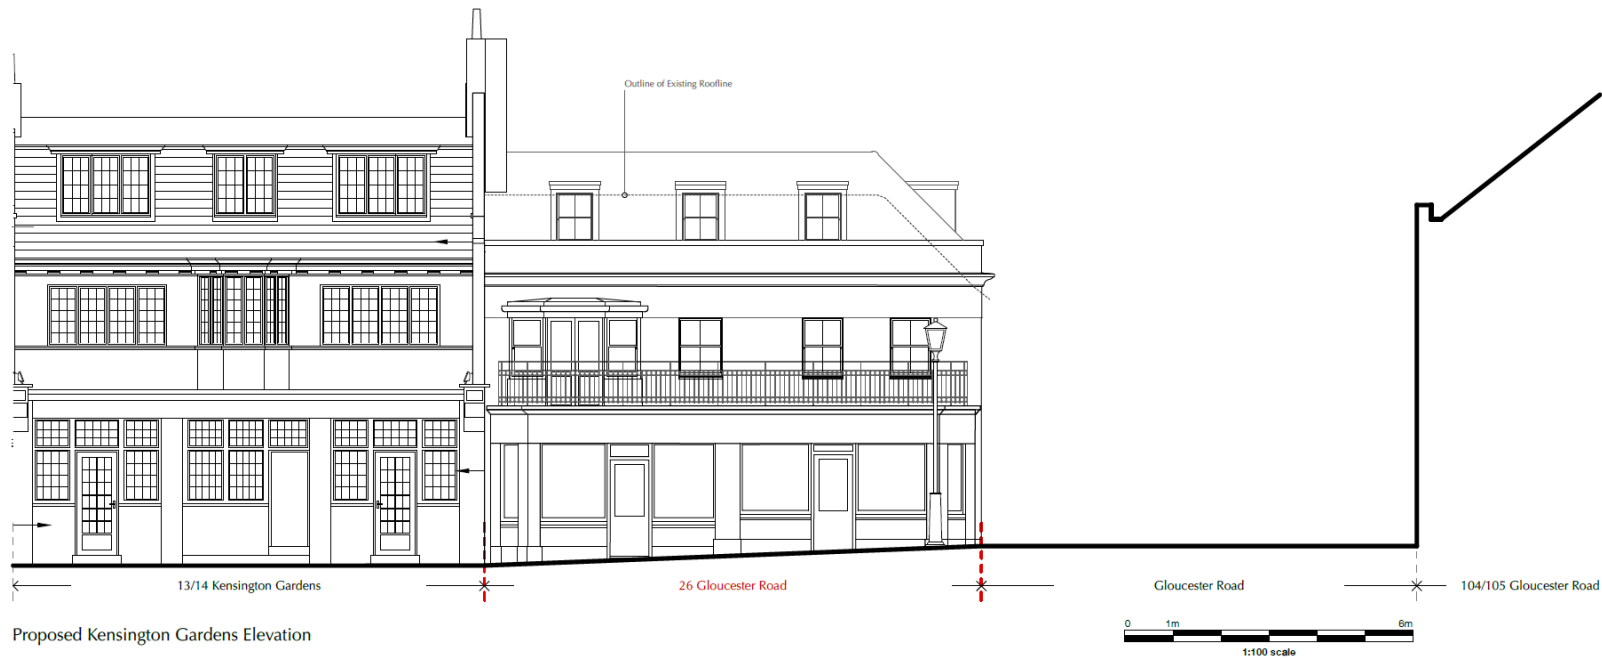 Outline of Existing Roofline
13/14 Kensington Gardens
26 Gloucester Road
Gloucester Road
104/105 Gloucester Road
Proposed Kensington Gardens Elevation
0 1m 6m
1:100 scale